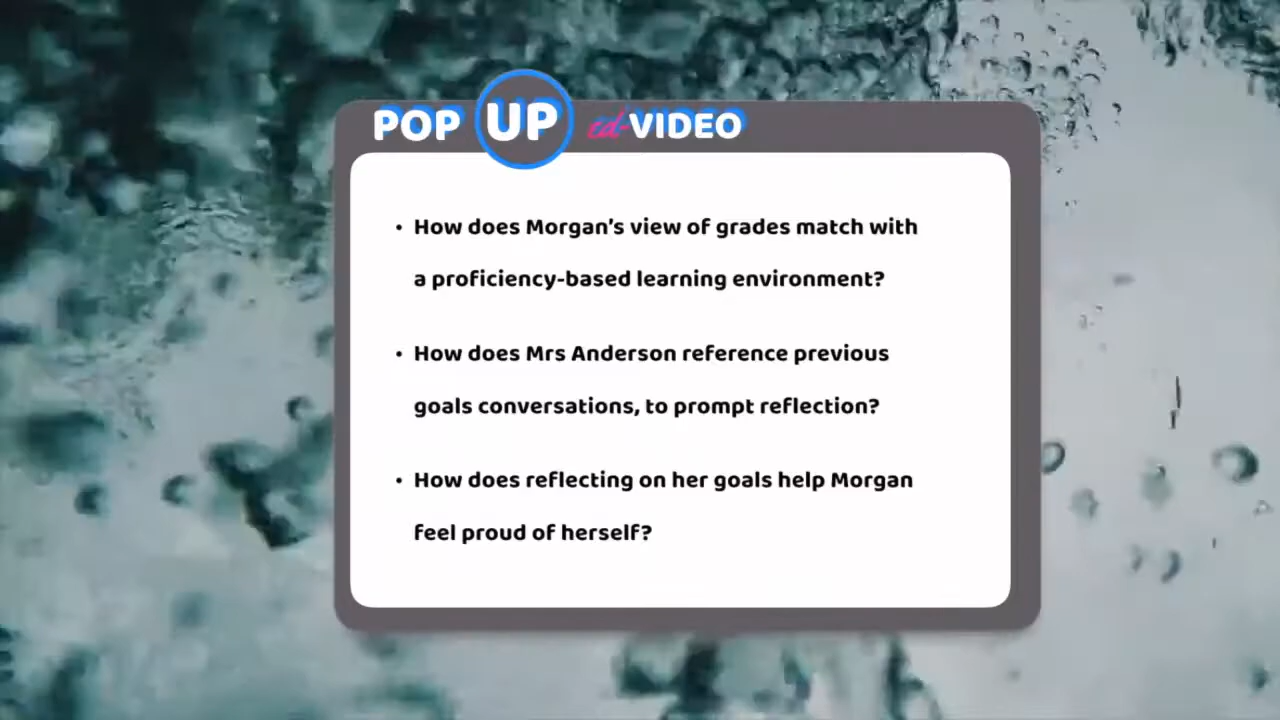 POP UP ed-VIDEO
• How does Morgan's view of grades match with
a proficiency-based learning environment?
• How does Mrs Anderson reference previous
goals conversations, to prompt reflection?
• How does reflecting on her goals help Morgan
feel proud of herself?